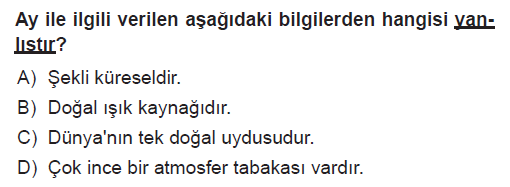 Ay ile ilgili verilen aşağıdaki bilgilerden hangisi yan-
lıştır?
A) Şekli küreseldir.
B) Doğal ışık kaynağıdır.
C) Dünya'nın tek doğal uydusudur.
D) Çok ince bir atmosfer tabakası vardır.